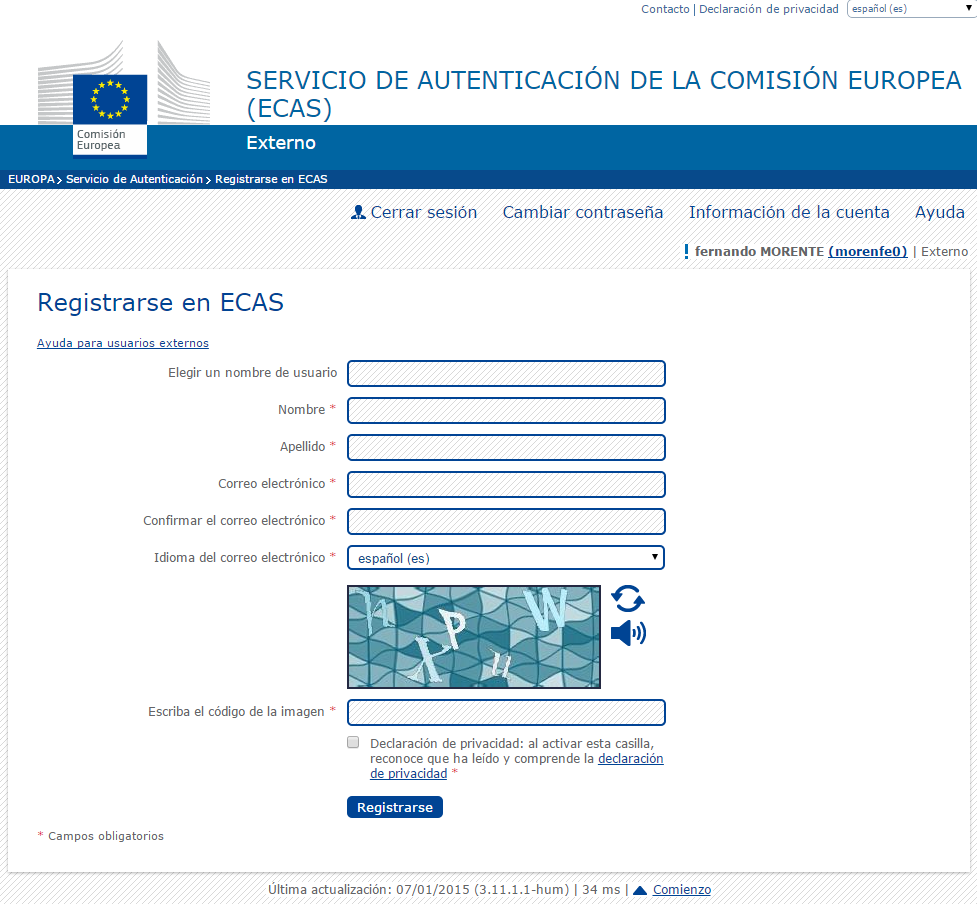 Contacto | Declaración de privacidad español (es)
SERVICIO DE AUTENTICACIÓN DE LA COMISIÓN EUROPEA
(ECAS)
Comisión
Europea
Externo
EUROPA > Servicio de Autenticación > Registrarse en ECAS
Cerrar sesión Cambiar contraseña Información de la cuenta Ayuda
fernando MORENTE (morenfe0) | Externo
Registrarse en ECAS
Ayuda para usuarios externos
Elegir un nombre de usuario
Nombre *
Apellido *
Correo electrónico *
Confirmar el correo electrónico *
Idioma del correo electrónico * español (es)
Escriba el código de la imagen *
Declaración de privacidad: al activar esta casilla,
reconoce que ha leído y comprende la declaración
de privacidad *
Registrarse
* Campos obligatorios
Última actualización: 07/01/2015 (3.11.1.1-hum) | 34 ms | Comienzo